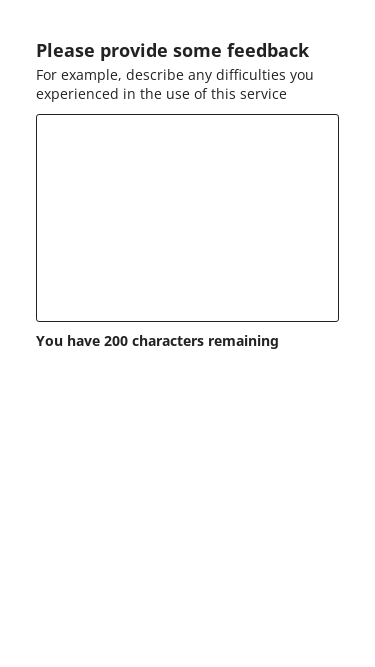 Please provide some feedback
For example, describe any difficulties you
experienced in the use of this service
You have 200 characters remaining